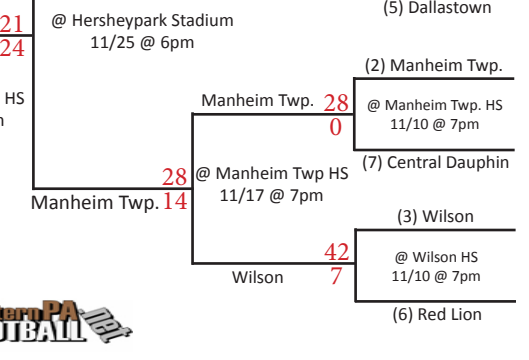 (5) Dallastown
21
24
@ Hersheypark Stadium
11/25 @ 6pm
HS
(2) Manheim Twp.
Manheim Twp. 28
0
@ Manheim Twp. HS
11/10 @ 7pm
(7) Central Dauphin
28
Manheim Twp. 14
@ Manheim Twp HS
11/17 @ 7pm
(3) Wilson
42
Wilson 7
@ Wilson HS
11/10 @ 7pm
(6) Red Lion
PA
.net